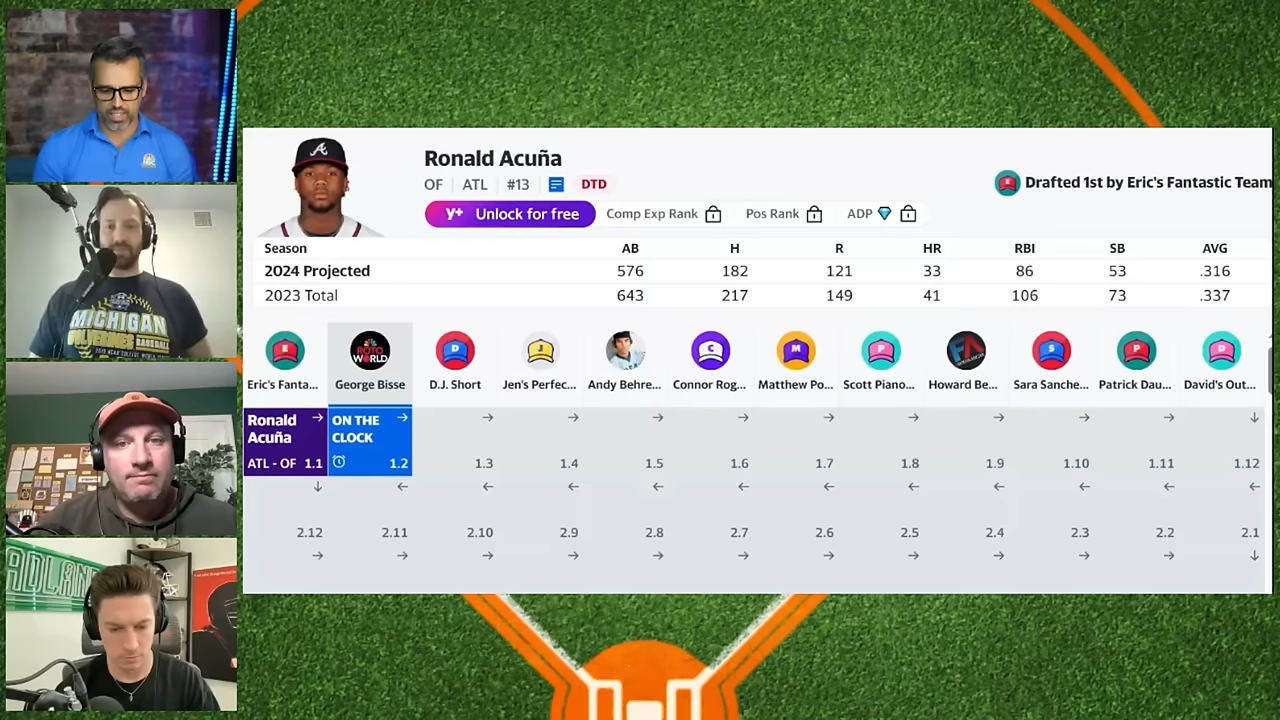 Ronald Acuña
OF ATL #13 DTD
Drafted 1st by Eric's Fantastic Team
y+ Unlock for free Comp Exp Rank Pos Rank ADP
Season AB H R HR RBI SB AVG
2024 Projected 576 182 121 33 86 53 .316
2023 Total 643 217 149 41 106 73 .337
E ROTO WORLD D J C M P FA S P D
Eric's Fanta... George Bisse D.J. Short Jen's Perfec... Andy Behre... Connor Rog... Matthew Po... Scott Piano... Howard Be... Sara Sanche... Patrick Dau... David's Out...
Ronald Acuña
ATL - OF 1.1
ON THE CLOCK
1.2 1.3 1.4 1.5 1.6 1.7 1.8 1.9 1.10 1.11 1.12
2.12 2.11 2.10 2.9 2.8 2.7 2.6 2.5 2.4 2.3 2.2 2.1
MICHIGAN
WOLVERINES BASEBALL
ADLAN